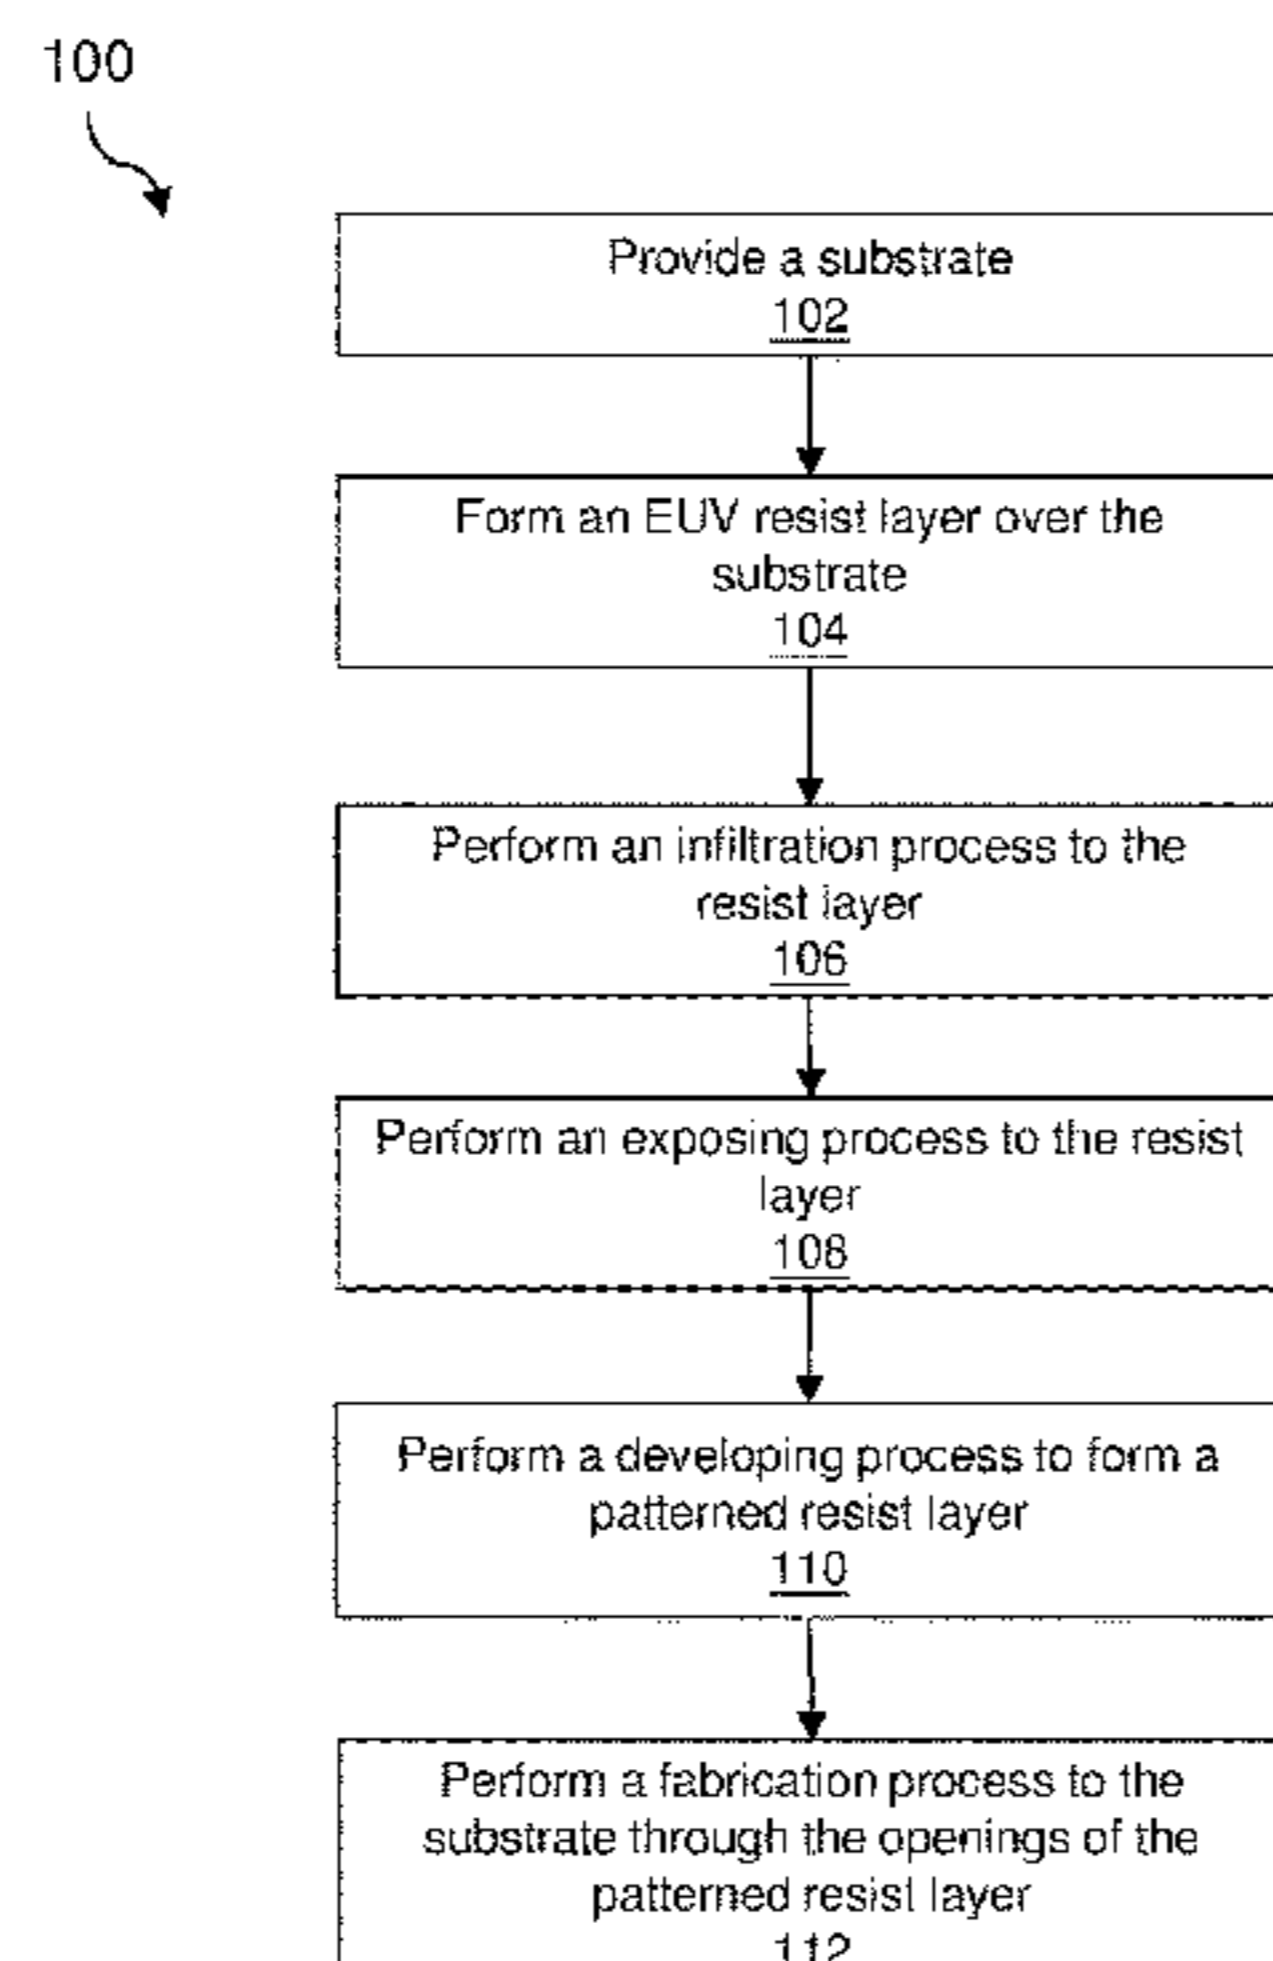 100
Provide a substrate
102
Form an EUV resist layer over the
substrate
104
Perform an infiltration process to the
resist layer
106
Perform an exposing process to the resist
layer
108
Perform a developing process to form a
patterned resist layer
110
Perform a fabrication process to the
substrate through the openings of the
patterned resist layer
112